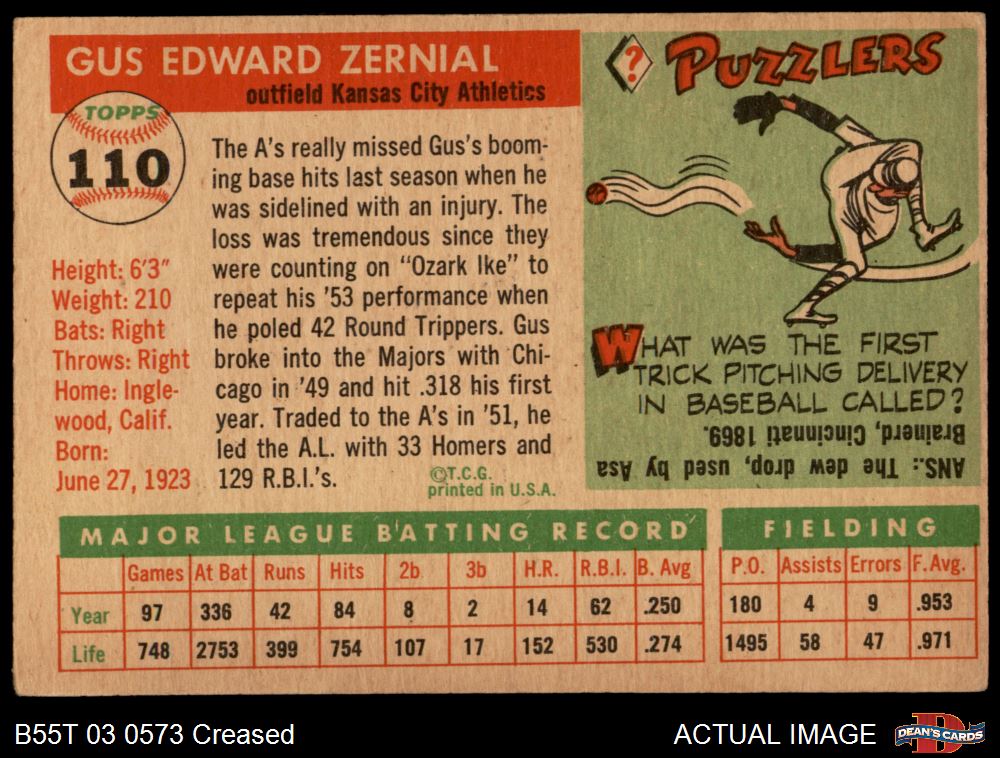 GUS EDWARD ZERNIAL
outfield Kansas City Athletics
TOPPS
110
Height: 6'3"
Weight: 210
Bats: Right
Throws: Right
Home: Ingle-
wood, Calif.
Born:
June 27, 1923
The A's really missed Gus's boom-
ing base hits last season when he
was sidelined with an injury. The
loss was tremendous since they
were counting on "Ozark Ike" to
repeat his '53 performance when
he poled 42 Round Trippers. Gus
broke into the Majors with Chi-
cago in '49 and hit .318 his first
year. Traded to the A's in '51, he
led the A.L. with 33 Homers and
129 R.B.I.'s.
©T.C.G.
printed in U.S.A.
? PUZZLERS
WHAT WAS THE FIRST
TRICK PITCHING DELIVERY
IN BASEBALL CALLED?
ANS.: The dew drop, used by Asa
Brainerd, Cincinnati 1869.
MAJOR LEAGUE BATTING RECORD
Games At Bat Runs Hits 2b 3b H.R. R.B.I. B. Avg
Year 97 336 42 84 8 2 14 62 .250
Life 748 2753 399 754 107 17 152 530 .274
FIELDING
P.O. Assists Errors F.Avg.
180 4 9 .953
1495 58 47 .971
B55T 03 0573 Creased
ACTUAL IMAGE
D
DEAN'S CARDS